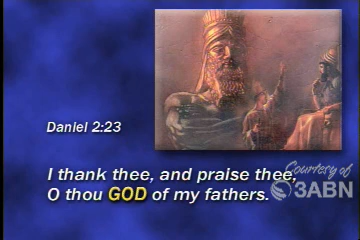 Daniel 2:23
I thank thee, and praise thee,
O thou GOD of my fathers.
Courtesy of
3ABN